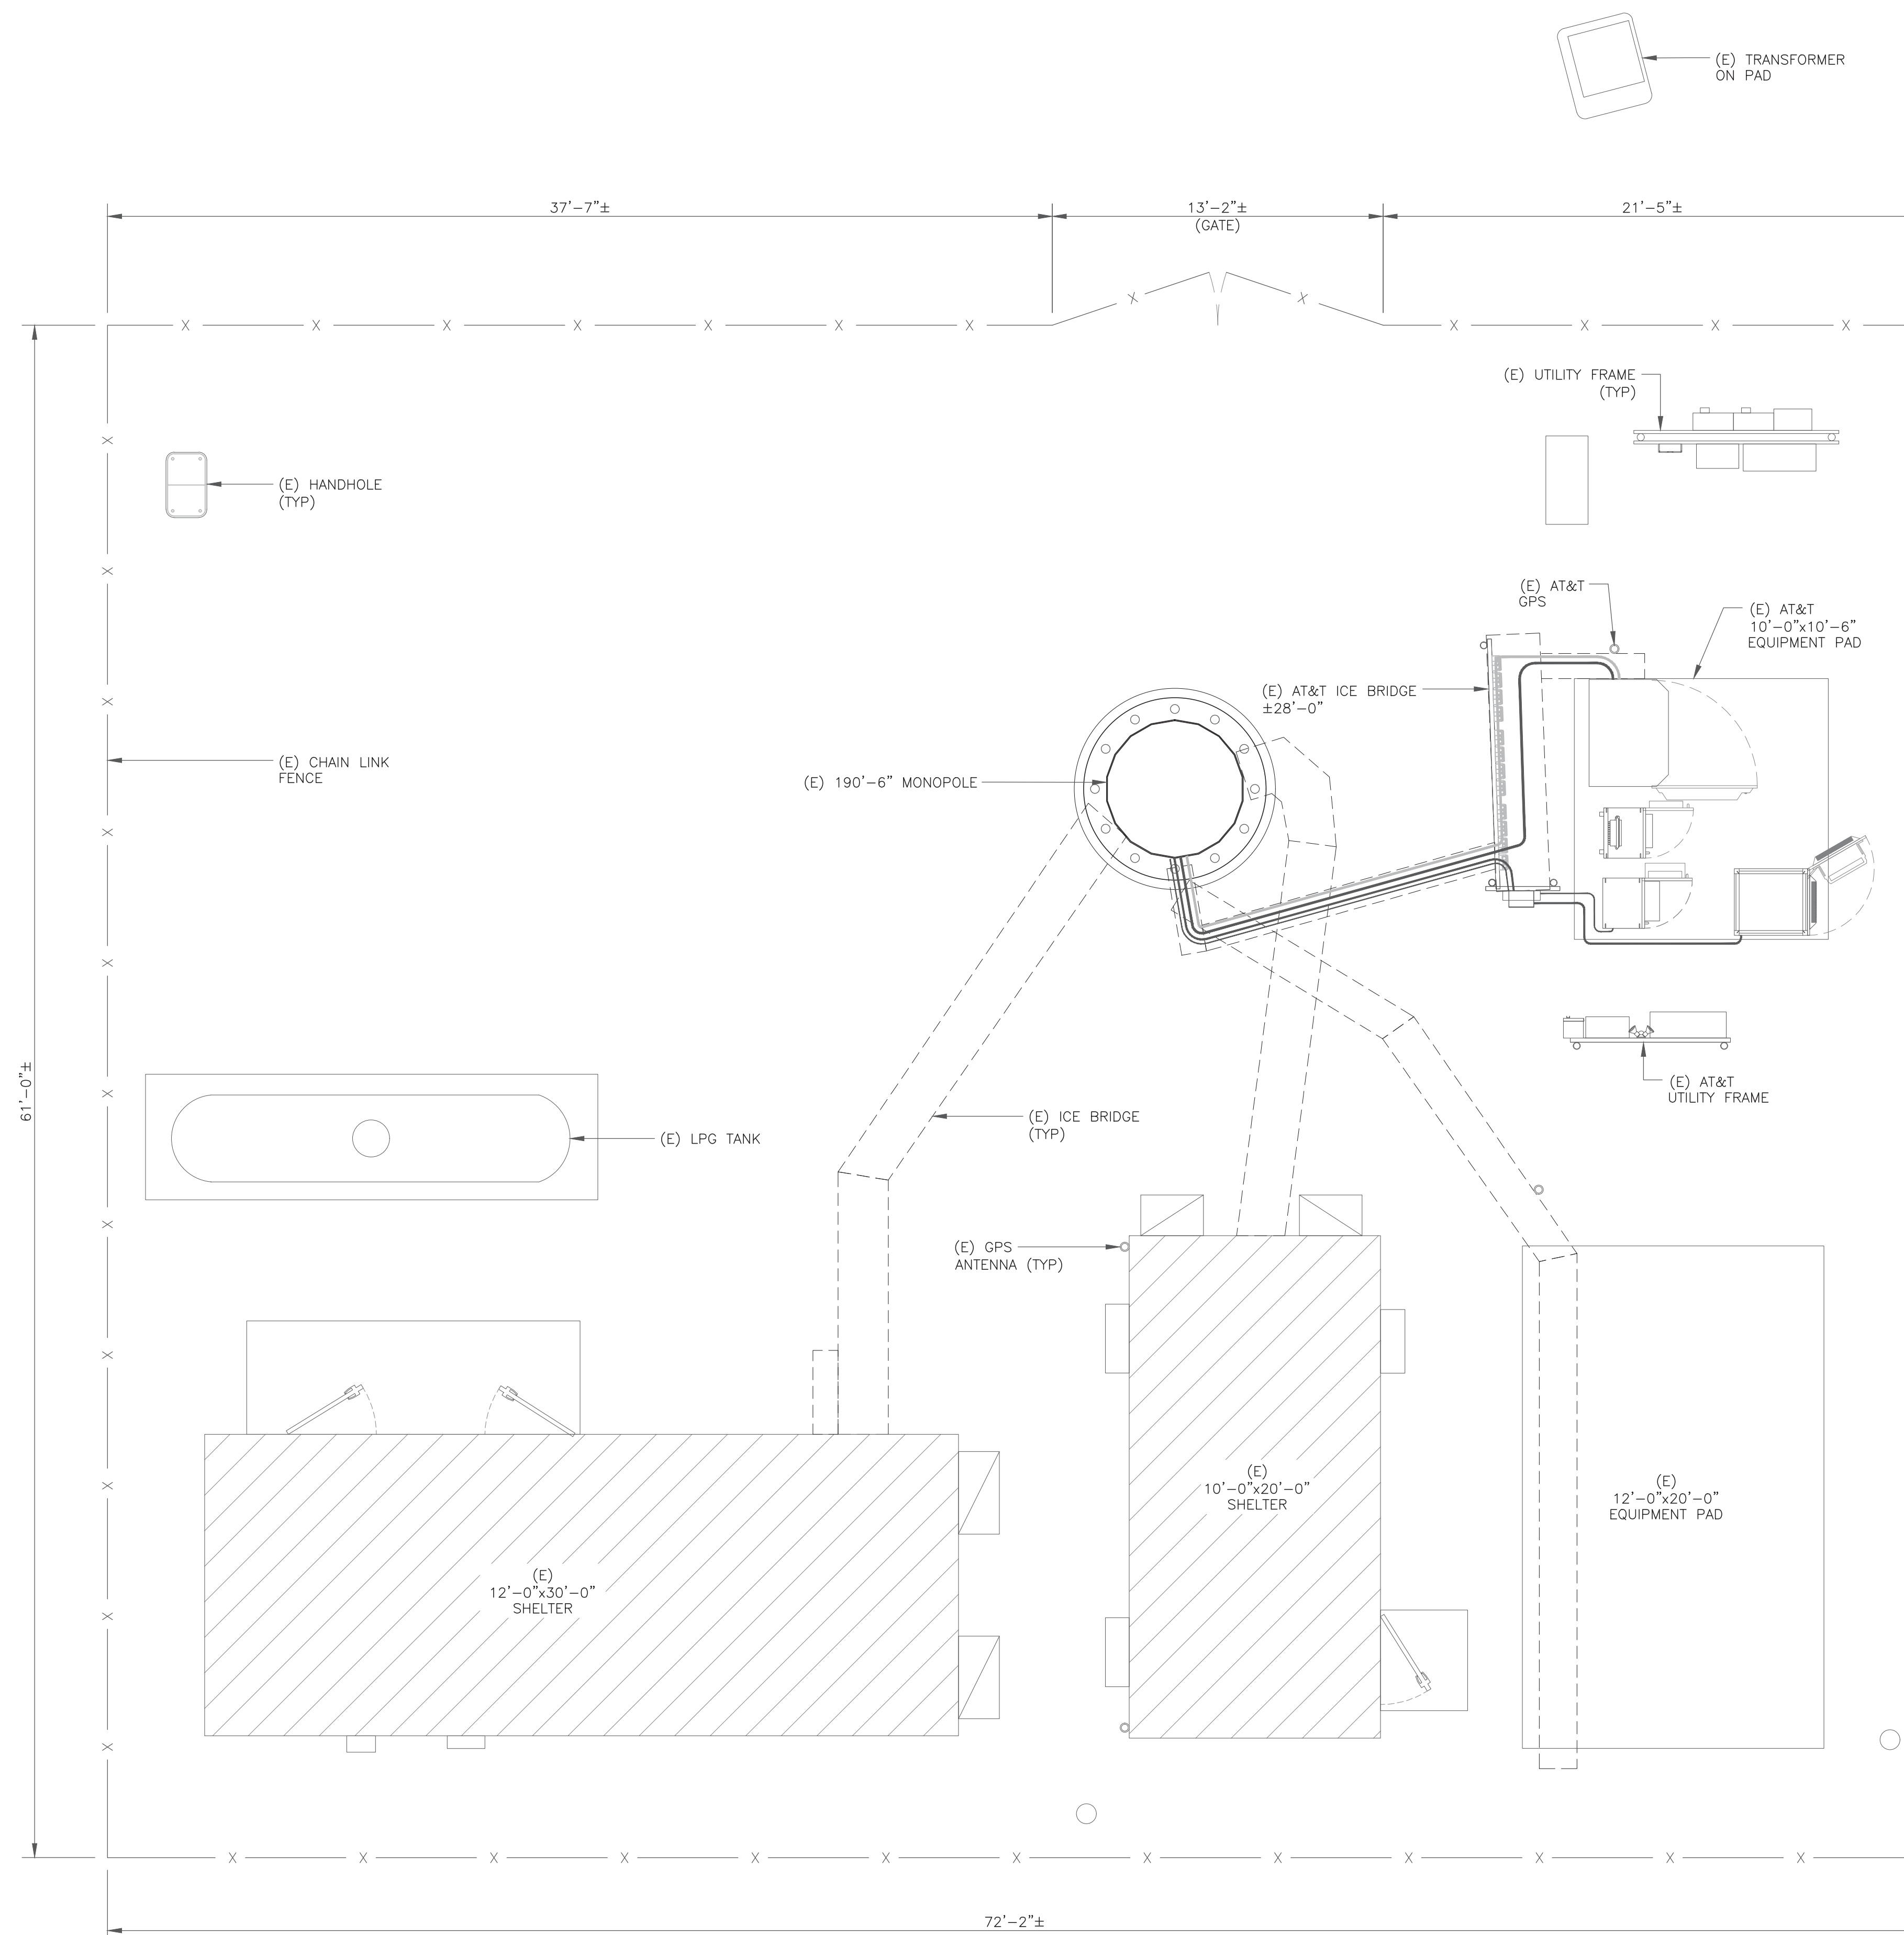 (E) TRANSFORMER
ON PAD
37'-7"±
13'-2"±
(GATE)
21'-5"±
(E) UTILITY FRAME
(TYP)
(E) HANDHOLE
(TYP)
(E) AT&T
GPS
(E) AT&T
10'-0"x10'-6"
EQUIPMENT PAD
(E) AT&T ICE BRIDGE
±28'-0"
(E) CHAIN LINK
FENCE
(E) 190'-6" MONOPOLE
61'-0"±
(E) AT&T
UTILITY FRAME
(E) ICE BRIDGE
(TYP)
(E) LPG TANK
(E) GPS
ANTENNA (TYP)
(E)
10'-0"x20'-0"
SHELTER
(E)
12'-0"x20'-0"
EQUIPMENT PAD
(E)
12'-0"x30'-0"
SHELTER
72'-2"±